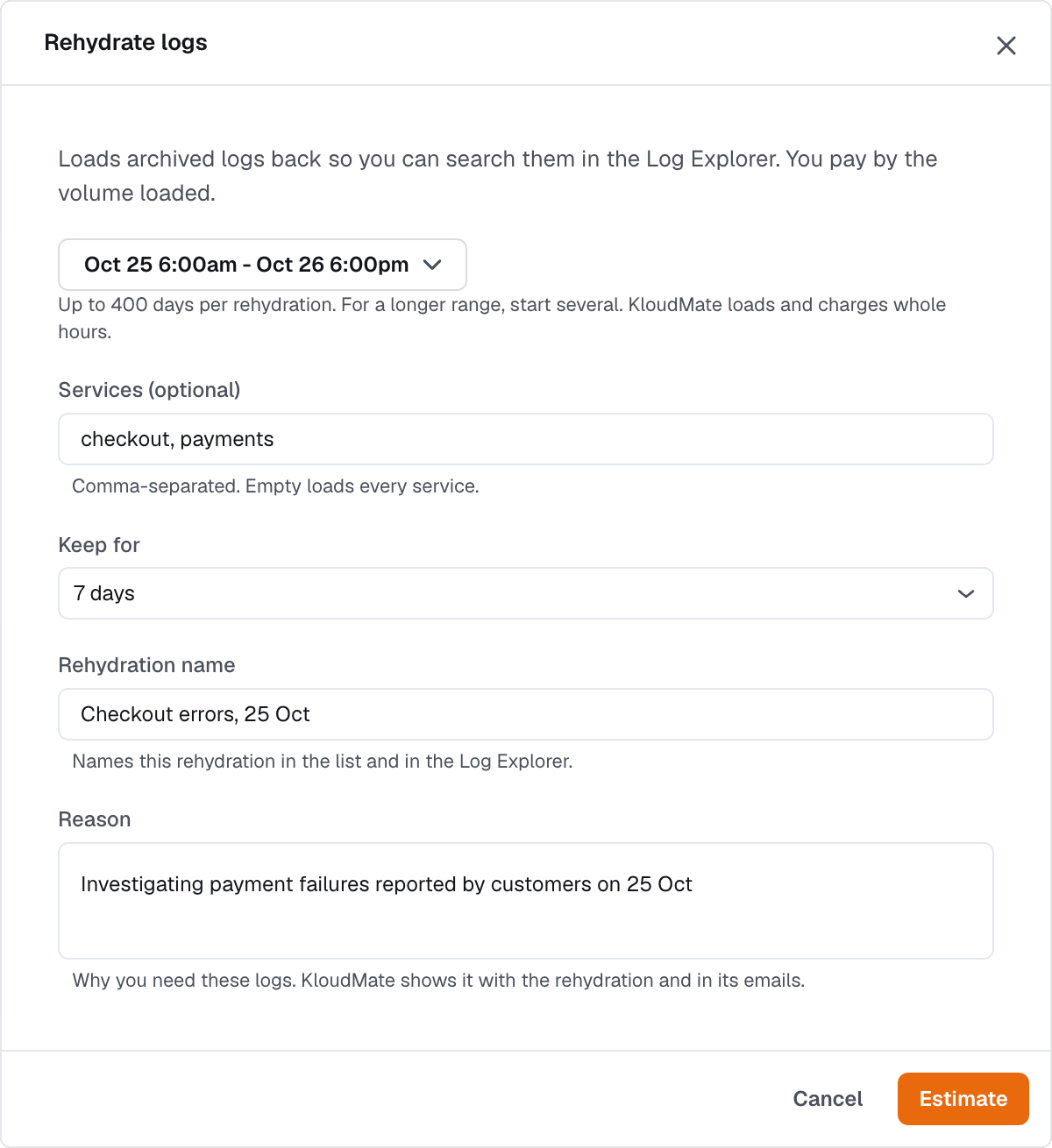 Rehydrate logs
Loads archived logs back so you can search them in the Log Explorer. You pay by the
volume loaded.
Oct 25 6:00am - Oct 26 6:00pm
Up to 400 days per rehydration. For a longer range, start several. KloudMate loads and charges whole
hours.
Services (optional)
checkout, payments
Comma-separated. Empty loads every service.
Keep for
7 days
Rehydration name
Checkout errors, 25 Oct
Names this rehydration in the list and in the Log Explorer.
Reason
Investigating payment failures reported by customers on 25 Oct
Why you need these logs. KloudMate shows it with the rehydration and in its emails.
Cancel
Estimate